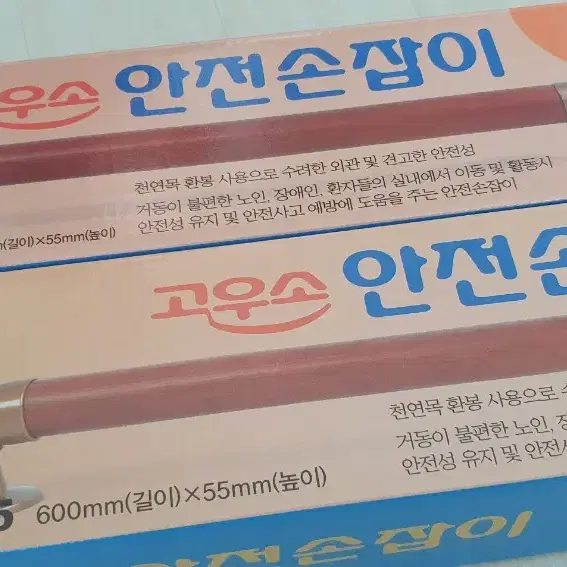 고우소 안전손잡이
천연목 환봉 사용으로 수려한 외관 및 견고한 안전성
거동이 불편한 노인, 장애인, 환자들의 실내에서 이동 및 활동시
안전성 유지 및 안전사고 예방에 도움을 주는 안전손잡이
(길이)×55mm(높이)
고우소 안전손
천연목 환봉 사용으로 수
거동이 불편한 노인, 장
안전성 유지 및 안전사
600mm(길이)×55mm(높이)
안전손잡이